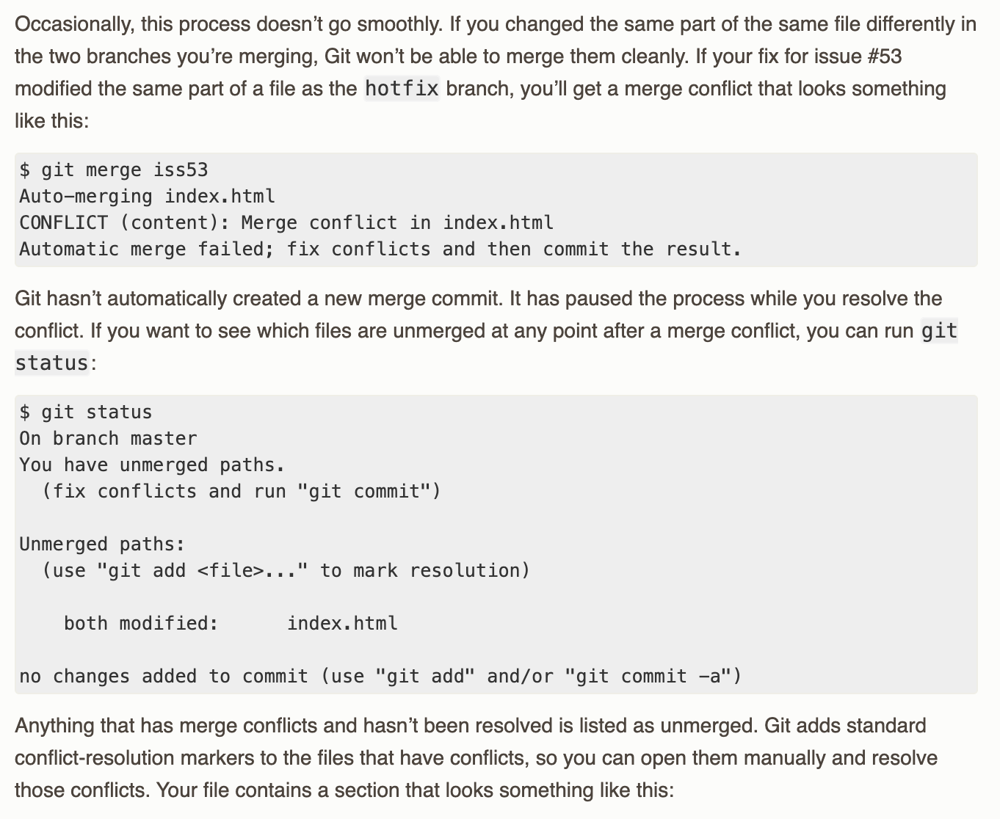 Occasionally, this process doesn’t go smoothly. If you changed the same part of the same file differently in
the two branches you’re merging, Git won’t be able to merge them cleanly. If your fix for issue #53
modified the same part of a file as the hotfix branch, you’ll get a merge conflict that looks something
like this:
$ git merge iss53
Auto-merging index.html
CONFLICT (content): Merge conflict in index.html
Automatic merge failed; fix conflicts and then commit the result.
Git hasn’t automatically created a new merge commit. It has paused the process while you resolve the
conflict. If you want to see which files are unmerged at any point after a merge conflict, you can run git
status:
$ git status
On branch master
You have unmerged paths.
  (fix conflicts and run "git commit")
Unmerged paths:
  (use "git add <file>..." to mark resolution)
    both modified:      index.html
no changes added to commit (use "git add" and/or "git commit -a")
Anything that has merge conflicts and hasn’t been resolved is listed as unmerged. Git adds standard
conflict-resolution markers to the files that have conflicts, so you can open them manually and resolve
those conflicts. Your file contains a section that looks something like this: